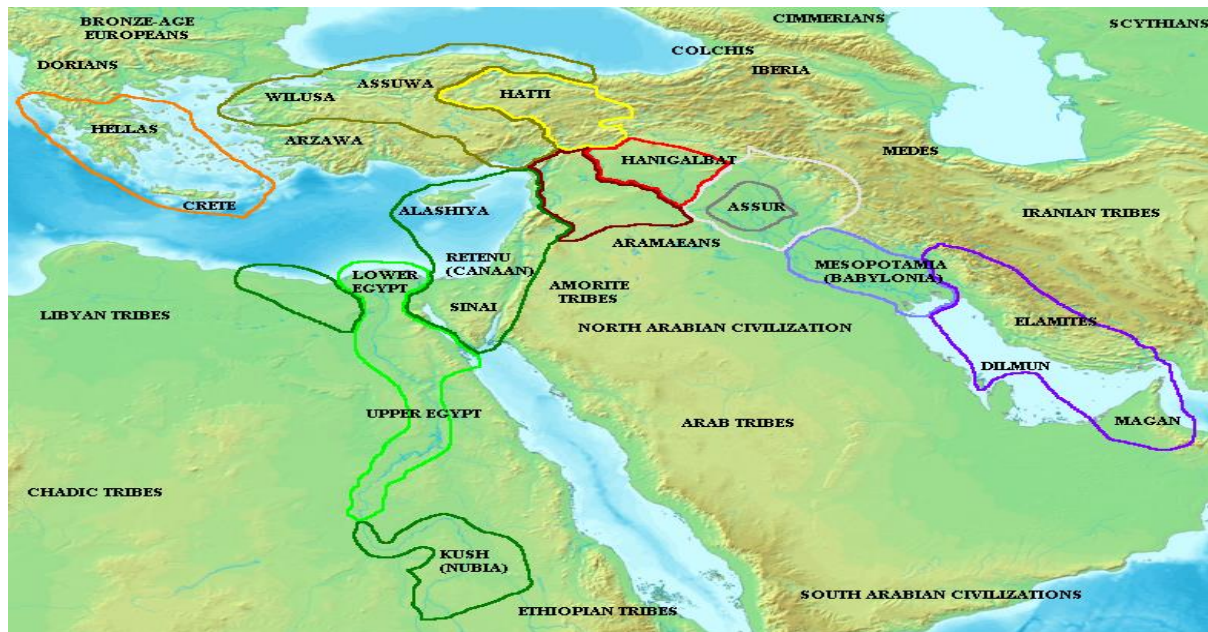 BRONZE-AGE
EUROPEANS
CIMMERIANS
SCYTHIANS
DORIANS
COLCHIS
IBERIA
WILUSA
ASSUWA
HATTI
HELLAS
ARZAWA
HANIGALBAT
MEDES
CRETE
ALASHIYA
ASSUR
IRANIAN TRIBES
ARAMAEANS
RETENU
(CANAAN)
LOWER
EGYPT
MESOPOTAMIA
(BABYLONIA)
AMORITE
TRIBES
SINAI
LIBYAN TRIBES
NORTH ARABIAN CIVILIZATION
ELAMITES
DILMUN
UPPER EGYPT
ARAB TRIBES
MAGAN
CHADIC TRIBES
KUSH
(NUBIA)
SOUTH ARABIAN CIVILIZATIONS
ETHIOPIAN TRIBES